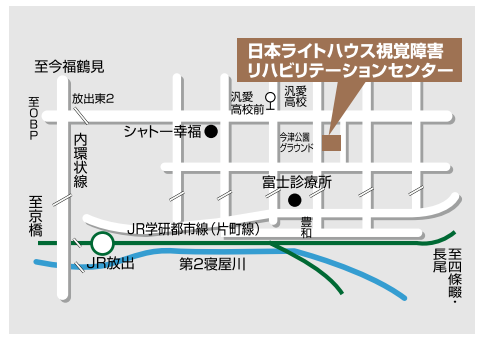 日本ライトハウス視覚障害
リハビリテーションセンター
至今福鶴見
至OBP
放出東2
汎愛
高校前
汎愛
高校
シャトー幸福
今津公園
グラウンド
内環状線
富士診療所
至京橋
豊和
JR学研都市線（片町線）
JR放出
第2寝屋川
至四條畷・
長尾